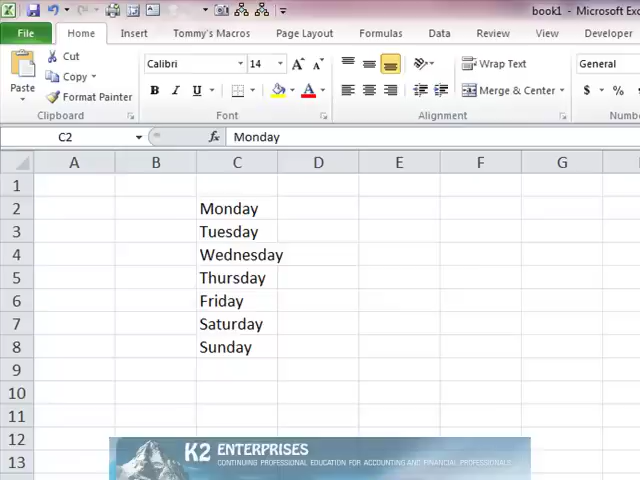 book1 - Microsoft Exc
File Home Insert Tommy's Macros Page Layout Formulas Data Review View Developer
Cut
Copy
Format Painter
Paste
Clipboard
Calibri 14
B I U A
Font
Wrap Text
Merge & Center
Alignment
General
$ %
C2 fx Monday
A B C D E F G
1
2 Monday
3 Tuesday
4 Wednesday
5 Thursday
6 Friday
7 Saturday
8 Sunday
9
10
11
12
13
K2 ENTERPRISES
CONTINUING PROFESSIONAL EDUCATION FOR ACCOUNTING AND FINANCIAL PROFESSIONALS